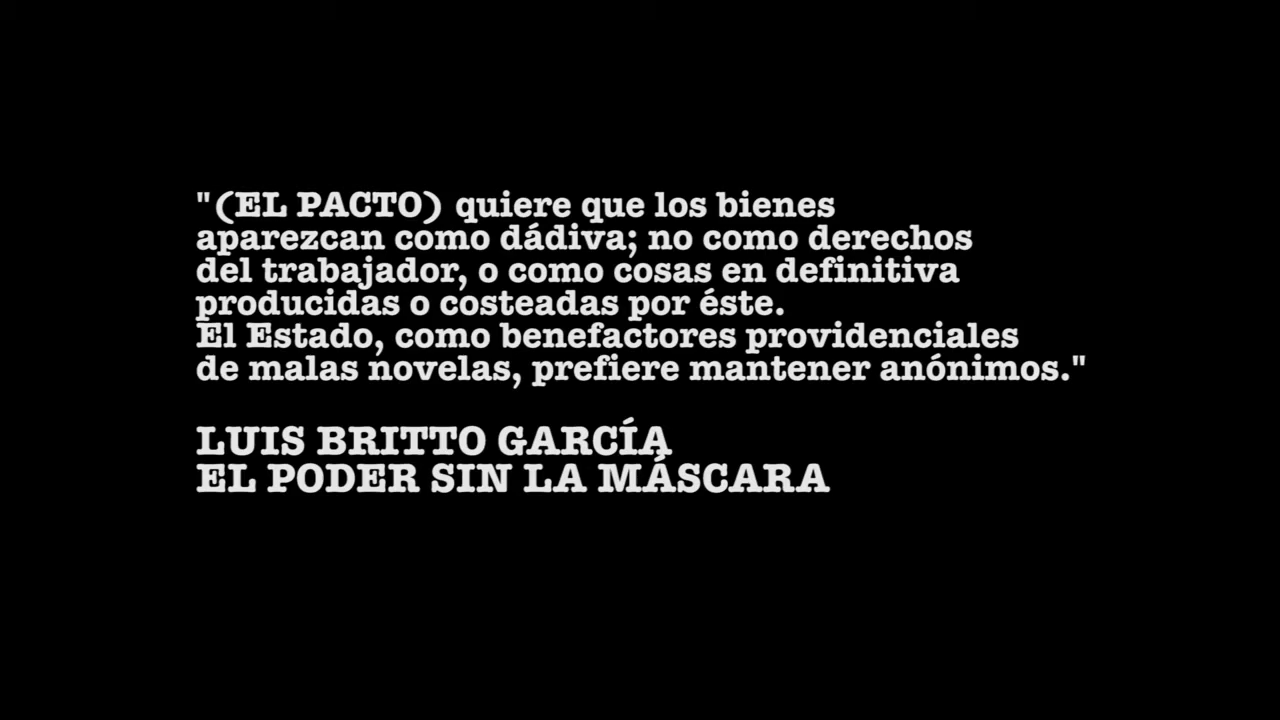 "(EL PACTO) quiere que los bienes
aparezcan como dádiva; no como derechos
del trabajador, o como cosas en definitiva
producidas o costeadas por éste.
El Estado, como benefactores providenciales
de malas novelas, prefiere mantener anónimos."
LUIS BRITTO GARCÍA
EL PODER SIN LA MÁSCARA